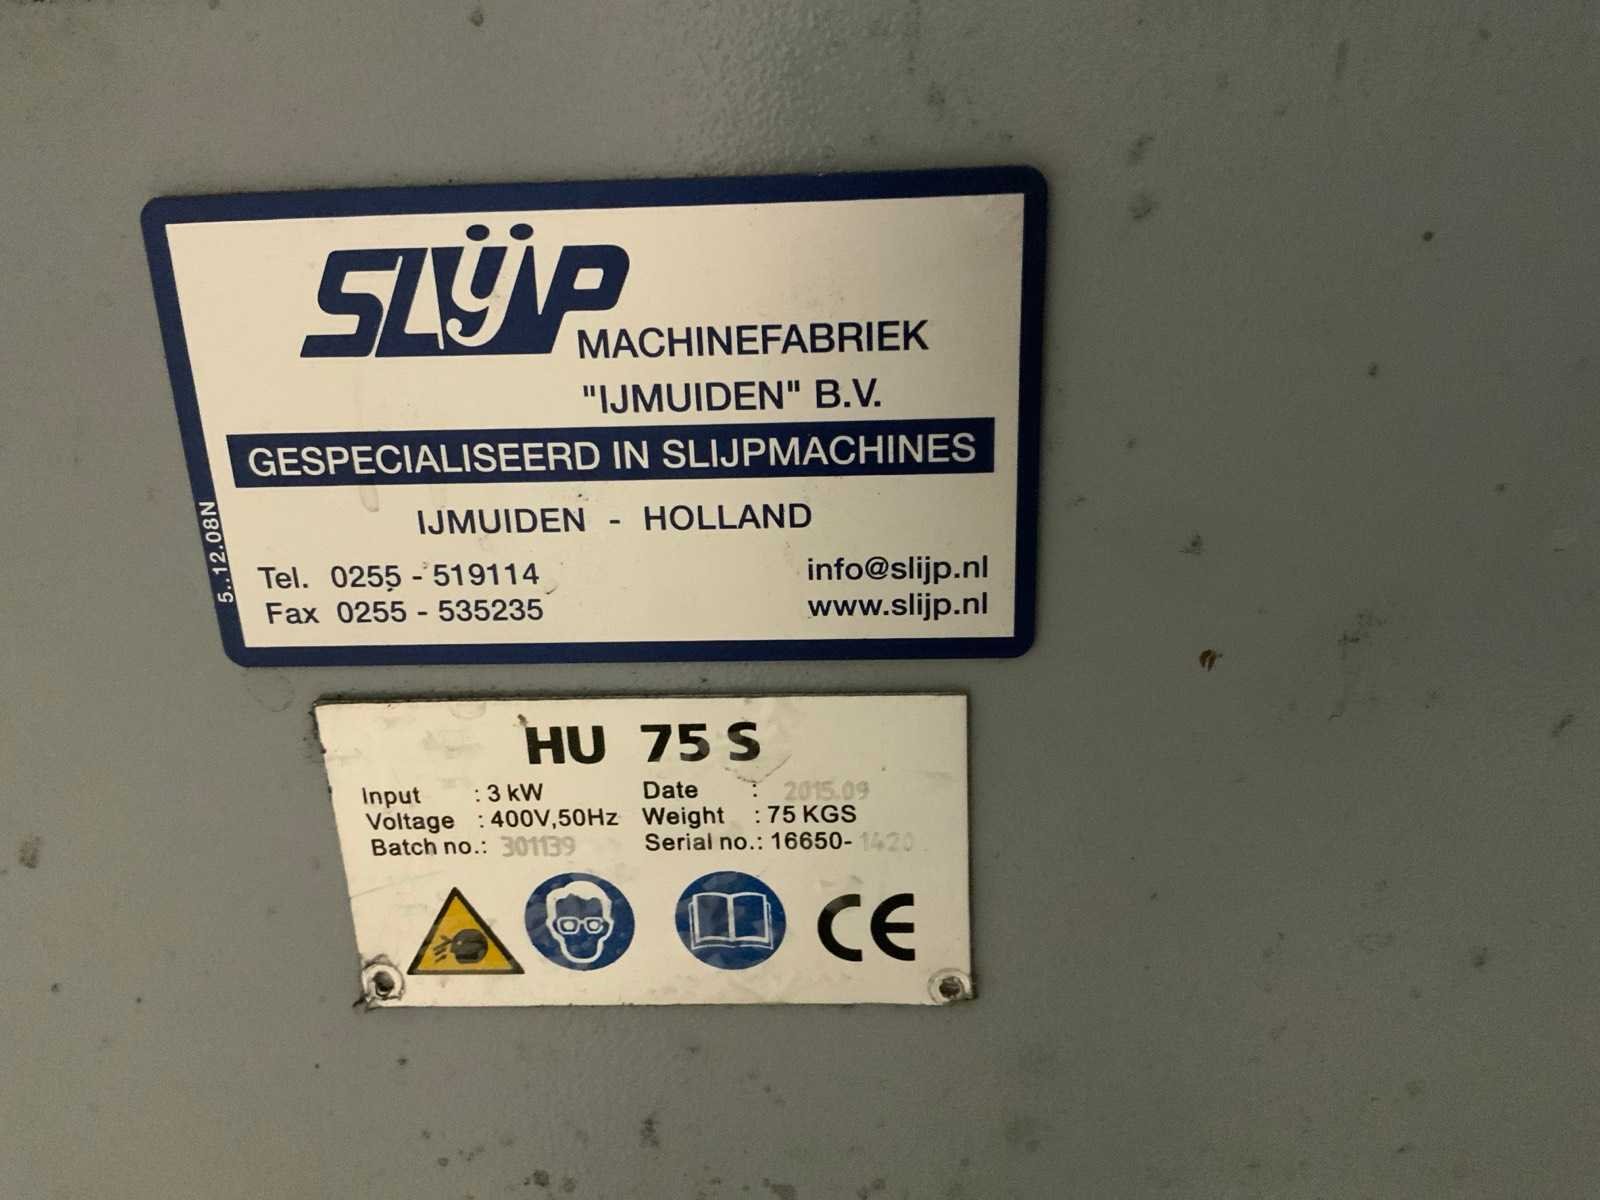 SLIJP
MACHINEFABRIEK
"IJMUIDEN" B.V.
GESPECIALISEERD IN SLIJPMACHINES
IJMUIDEN - HOLLAND
Tel. 0255 - 519114
Fax 0255 - 535235
info@slijp.nl
www.slijp.nl
5..12.08N
HU 75 S
Input : 3 kW
Voltage : 400V,50Hz
Batch no.: 301139
Date : 2015.09
Weight : 75 KGS
Serial no.: 16650-1420
CE